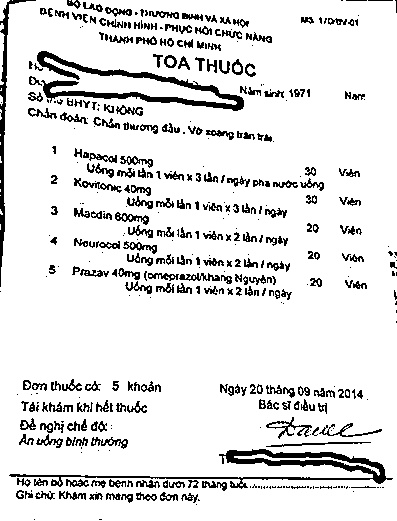 BỘ LAO ĐỘNG - THƯƠNG BINH VÀ XÃ HỘI
MS: 17D/BV-01
BỆNH VIỆN CHỈNH HÌNH - PHỤC HỒI CHỨC NĂNG
THÀNH PHỐ HỒ CHÍ MINH
TOA THUỐC
Năm sinh: 1971 Nam
Số thẻ BHYT: KHÔNG
Chẩn đoán: Chấn thương đầu . Vỡ xoang trán trái.
1 Hapacol 500mg 30 Viên
Uống mỗi lần 1 viên x 3 lần / ngày pha nước uống
2 Kovitonic 40mg 30 Viên
Uống mỗi lần 1 viên x 3 lần / ngày
3 Macdin 600mg 20 Viên
Uống mỗi lần 1 viên x 2 lần / ngày
4 Neurocol 500mg 20 Viên
Uống mỗi lần 1 viên x 2 lần / ngày
5 Prazav 40mg (omeprazol/khang Nguyên) 20 Viên
Uống mỗi lần 1 viên x 2 lần / ngày
Đơn thuốc có: 5 khoản
Ngày 20 tháng 09 năm 2014
Tái khám khi hết thuốc
Bác sĩ điều trị
Đề nghị chế độ:
Ăn uống bình thường
Họ tên bố hoặc mẹ bệnh nhân dưới 72 tháng tuổi
Ghi chú: Khám xin mang theo đơn này.